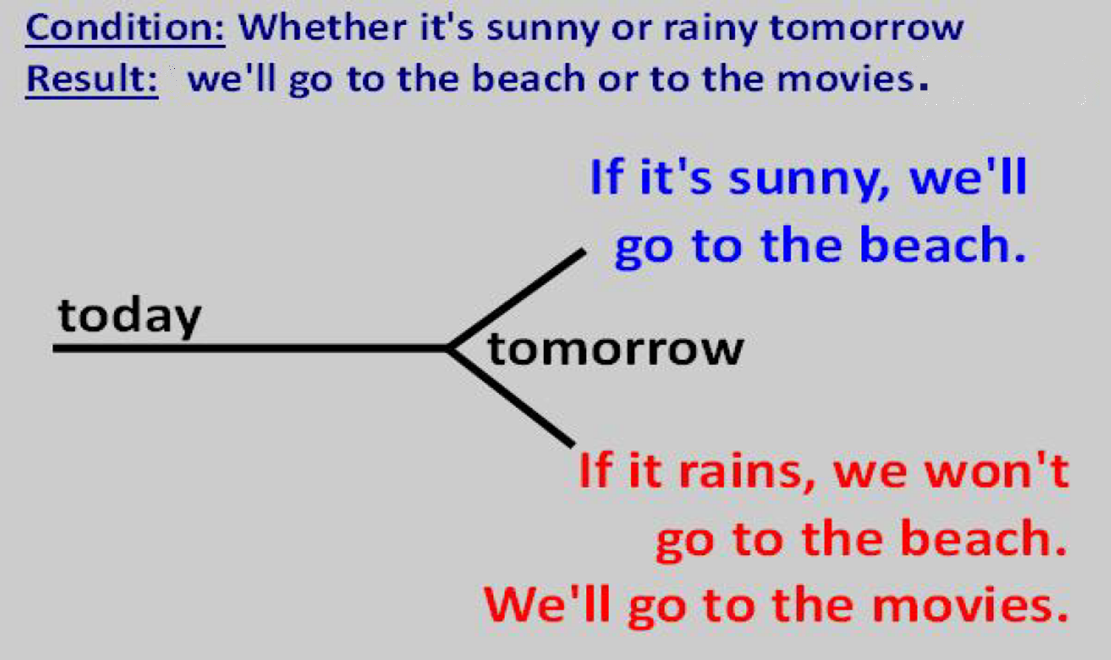 Condition: Whether it's sunny or rainy tomorrow
Result: we'll go to the beach or to the movies.
If it's sunny, we'll
go to the beach.
today
tomorrow
If it rains, we won't
go to the beach.
We'll go to the movies.